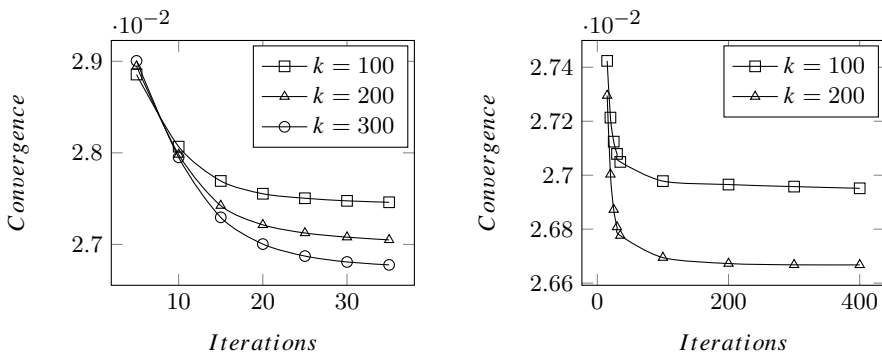 ·10⁻²
2.9
2.8
2.7
10
20
30
Convergence
Iterations
k = 100
k = 200
k = 300
·10⁻²
2.74
2.72
2.7
2.68
2.66
0
200
400
Convergence
Iterations
k = 100
k = 200